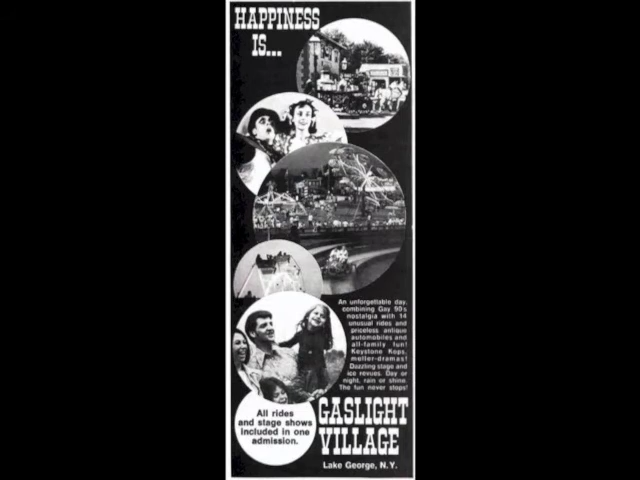 HAPPINESS
IS...
An unforgettable day,
combining Gay 90's
nostalgia with 14
unusual rides and
priceless antique
automobiles and
all-family fun!
Keystone Kops,
meller-dramas!
Dazzling stage and
ice revues. Day or
night, rain or shine.
The fun never stops!
All rides
and stage shows
included in one
admission.
GASLIGHT
VILLAGE
Lake George, N.Y.